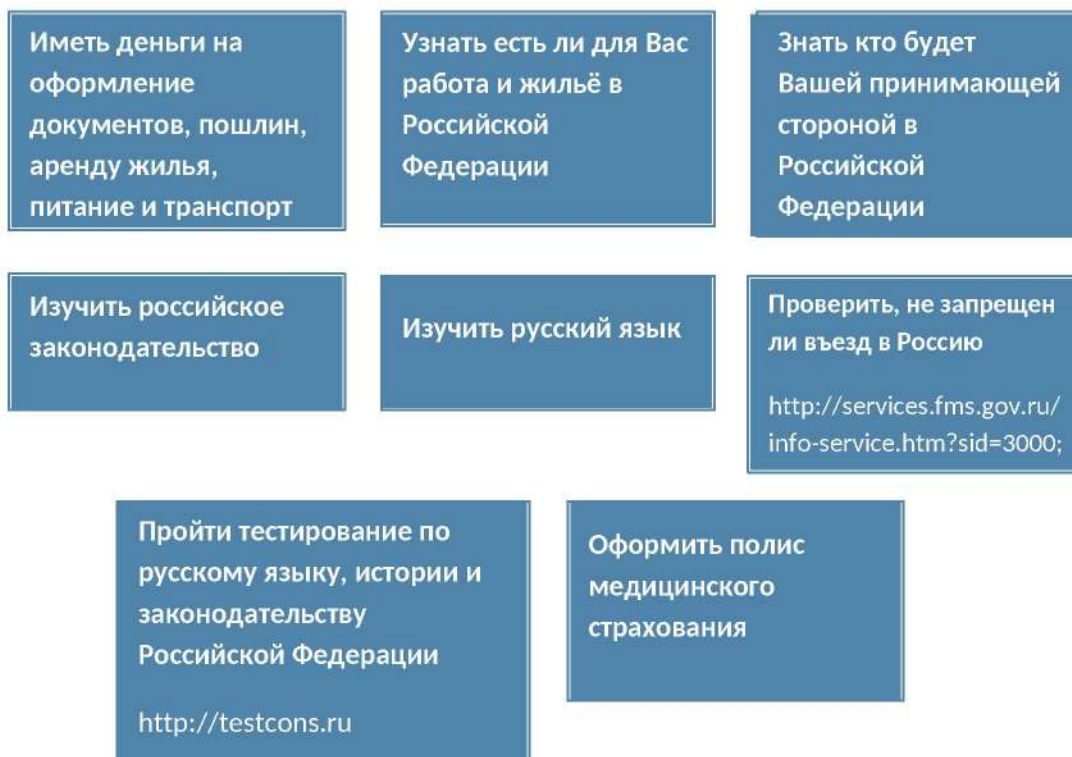 Иметь деньги на
оформление
документов, пошлин,
аренду жилья,
питание и транспорт
Узнать есть ли для Вас
работа и жильё в
Российской
Федерации
Знать кто будет
Вашей принимающей
стороной в
Российской
Федерации
Изучить российское
законодательство
Изучить русский язык
Проверить, не запрещен
ли въезд в Россию
http://services.fms.gov.ru/
info-service.htm?sid=3000;
Пройти тестирование по
русскому языку, истории и
законодательству
Российской Федерации
http://testcons.ru
Оформить полис
медицинского
страхования